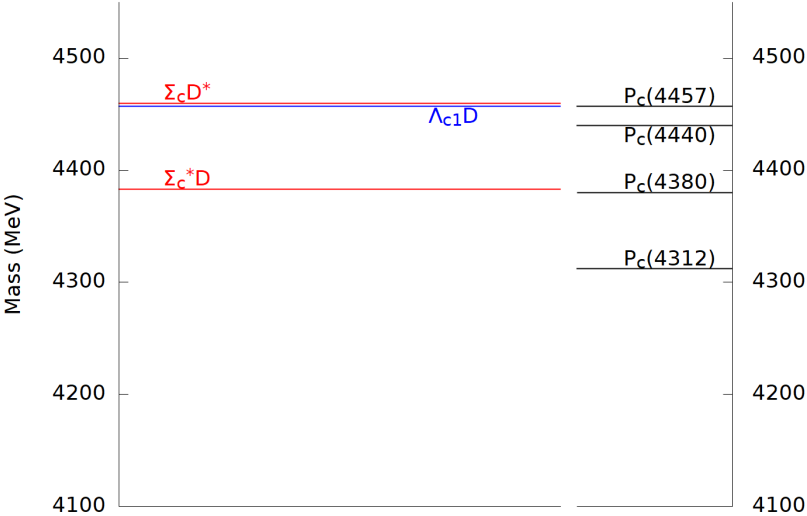 4500
4400
4300
4200
4100
Mass (MeV)
Σ_cD*
Λ_c1D
Σ_c*D
P_c(4457)
P_c(4440)
P_c(4380)
P_c(4312)
4500
4400
4300
4200
4100